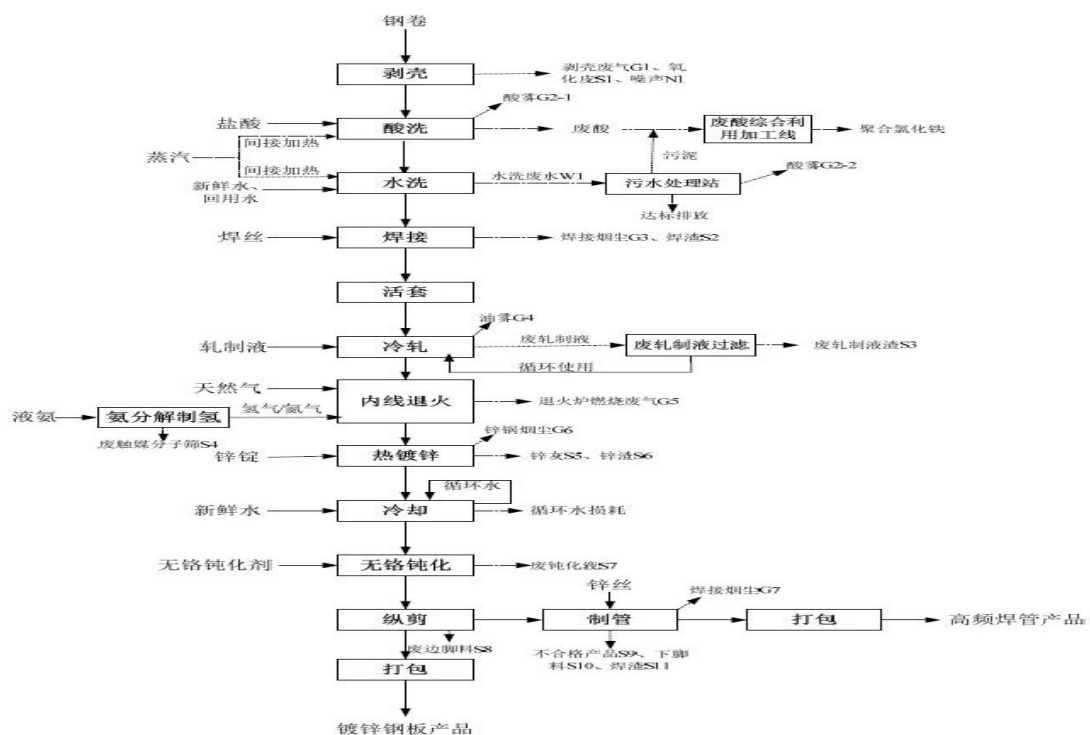 钢卷
剥壳
剥壳废气G1、氧
化皮S1、噪声N1
酸雾G2-1
盐酸
酸洗
废酸
废酸综合利
用加工线
聚合氯化铁
间接加热
蒸汽
污泥
间接加热
酸雾G2-2
新鲜水、
回用水
水洗
水洗废水W1
污水处理站
达标排放
焊丝
焊接
焊接烟尘G3、焊渣S2
活套
油雾G4
轧制液
冷轧
废轧制液
废轧制液过滤
废轧制液渣S3
循环使用
天然气
内线退火
退火炉燃烧废气G5
液氨
氨分解制氢
氢气/氮气
废触媒分子筛S4
锌锅烟尘G6
锌锭
热镀锌
锌灰S5、锌渣S6
循环水
新鲜水
冷却
循环水损耗
无铬钝化剂
无铬钝化
废钝化液S7
锌丝
焊接烟尘G7
纵剪
制管
打包
高频焊管产品
废边脚料S8
不合格产品S9、下脚
料S10、焊渣S11
打包
镀锌钢板产品